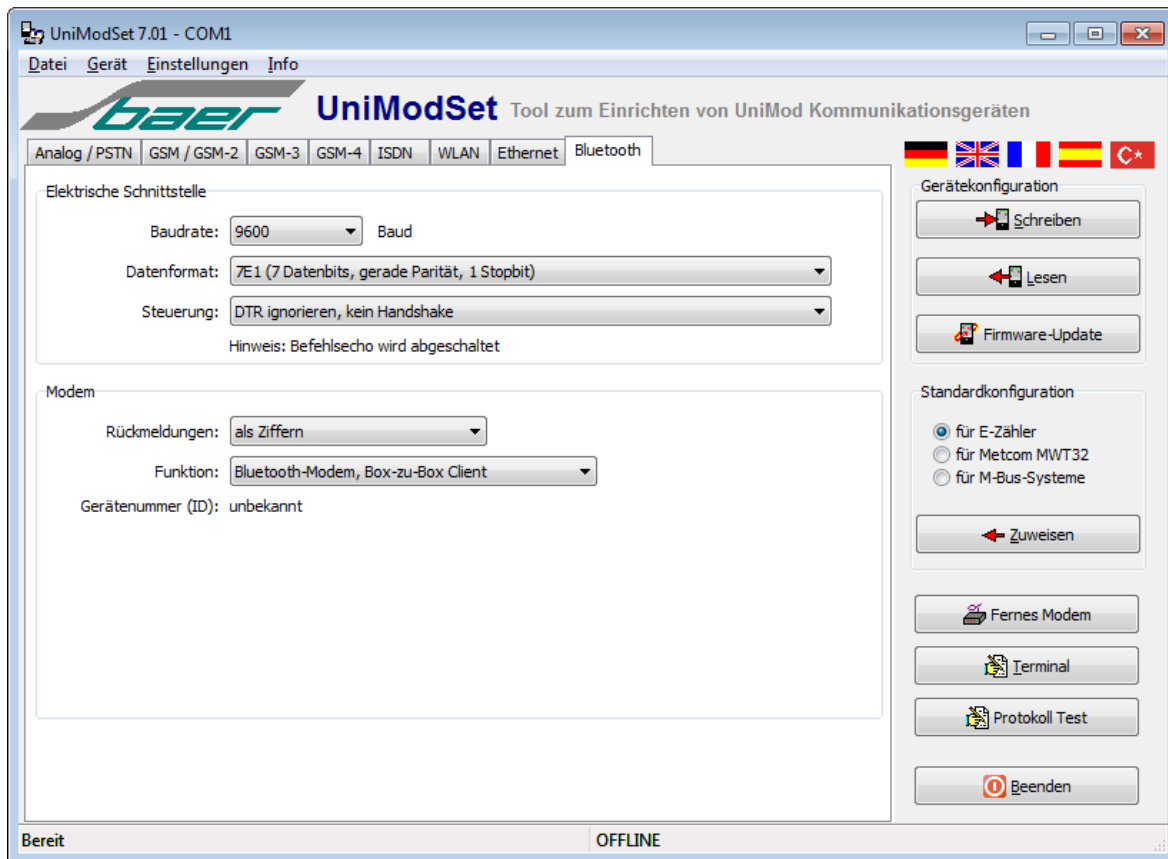 UniModSet 7.01 - COM1
Datei Gerät Einstellungen Info
baer UniModSet Tool zum Einrichten von UniMod Kommunikationsgeräten
Analog / PSTN GSM / GSM-2 GSM-3 GSM-4 ISDN WLAN Ethernet Bluetooth
Elektrische Schnittstelle
Baudrate: 9600 Baud
Datenformat: 7E1 (7 Datenbits, gerade Parität, 1 Stopbit)
Steuerung: DTR ignorieren, kein Handshake
Hinweis: Befehlsecho wird abgeschaltet
Modem
Rückmeldungen: als Ziffern
Funktion: Bluetooth-Modem, Box-zu-Box Client
Gerätenummer (ID): unbekannt
Gerätekonfiguration
Schreiben
Lesen
Firmware-Update
Standardkonfiguration
für E-Zähler
für Metcom MWT32
für M-Bus-Systeme
Zuweisen
Fernes Modem
Terminal
Protokoll Test
Beenden
Bereit OFFLINE